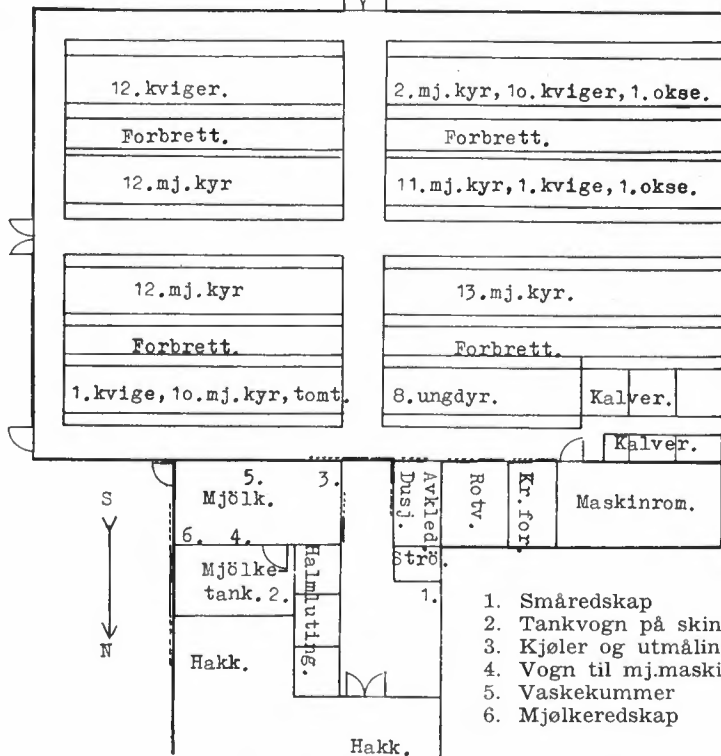 12.kviger.
2.mj.kyr,1o.kviger,1.okse.
Forbrett.
Forbrett.
12.mj.kyr
11.mj.kyr,1.kvige,1.okse.
12.mj.kyr
13.mj.kyr.
Forbrett.
Forbrett.
1.kvige,1o.mj.kyr,tomt.
8.ungdyr.
Kalver.
Kalver.
5.
3.
Mjölk.
6. 4.
Mjölke-
tank.2.
Halmluting.
Dusj.
Avkled.
Strö.
1.
Rotv.
Kr.for.
Maskinrom.
S
N
Hakk.
Hakk.
1. Småredskap
2. Tankvogn på skin
3. Kjøler og utmålin
4. Vogn til mj.maski
5. Vaskekummer
6. Mjølkeredskap